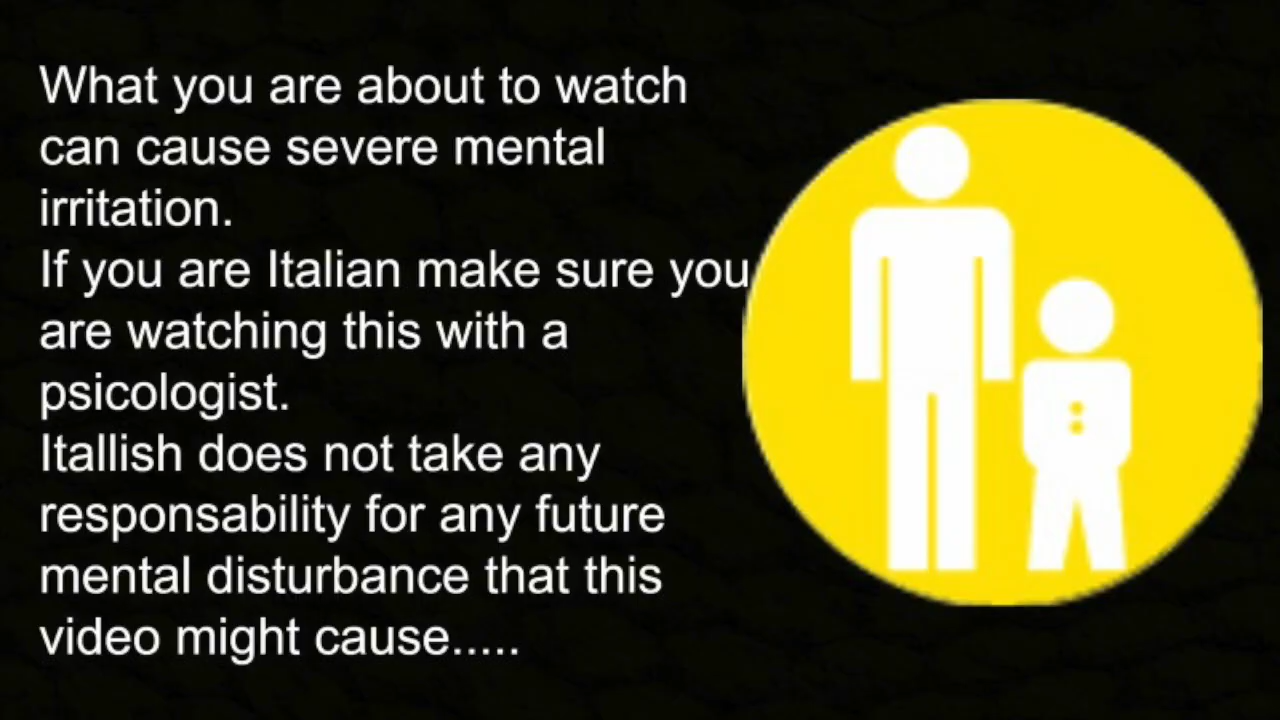 What you are about to watch
can cause severe mental
irritation.
If you are Italian make sure you
are watching this with a
psicologist.
Itallish does not take any
responsability for any future
mental disturbance that this
video might cause.....